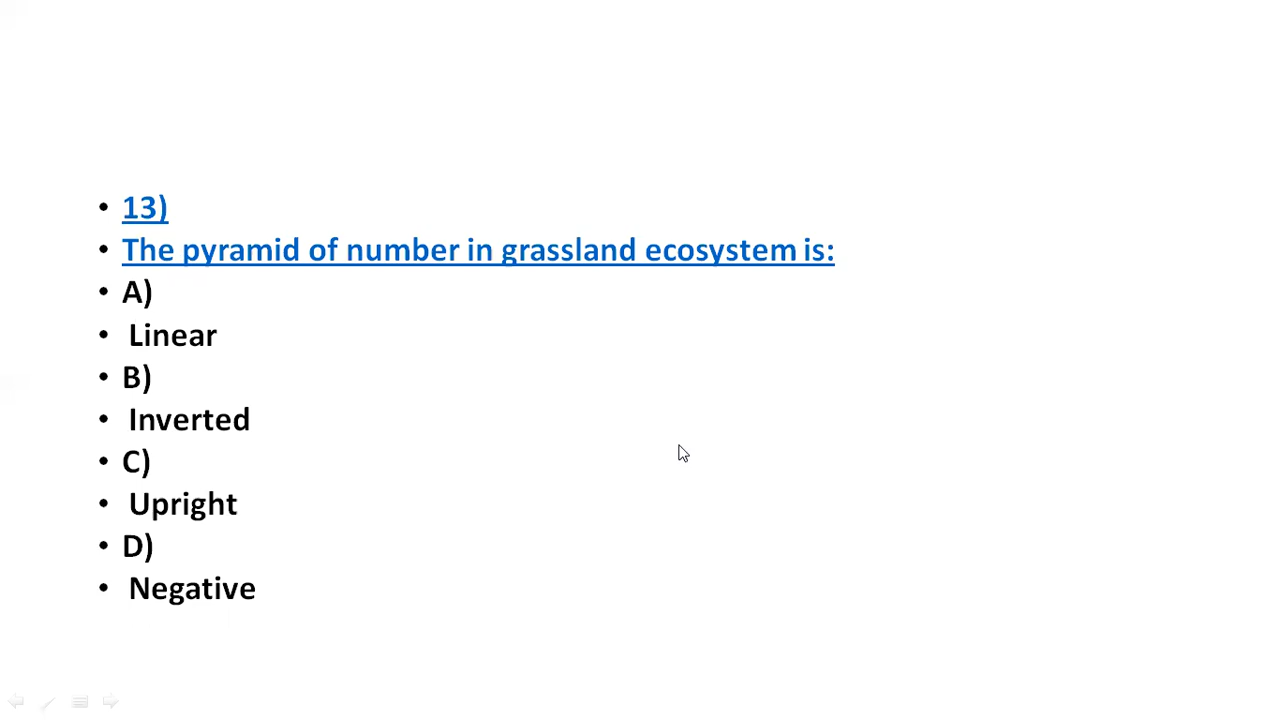 • 13)
• The pyramid of number in grassland ecosystem is:
• A)
• Linear
• B)
• Inverted
• C)
• Upright
• D)
• Negative